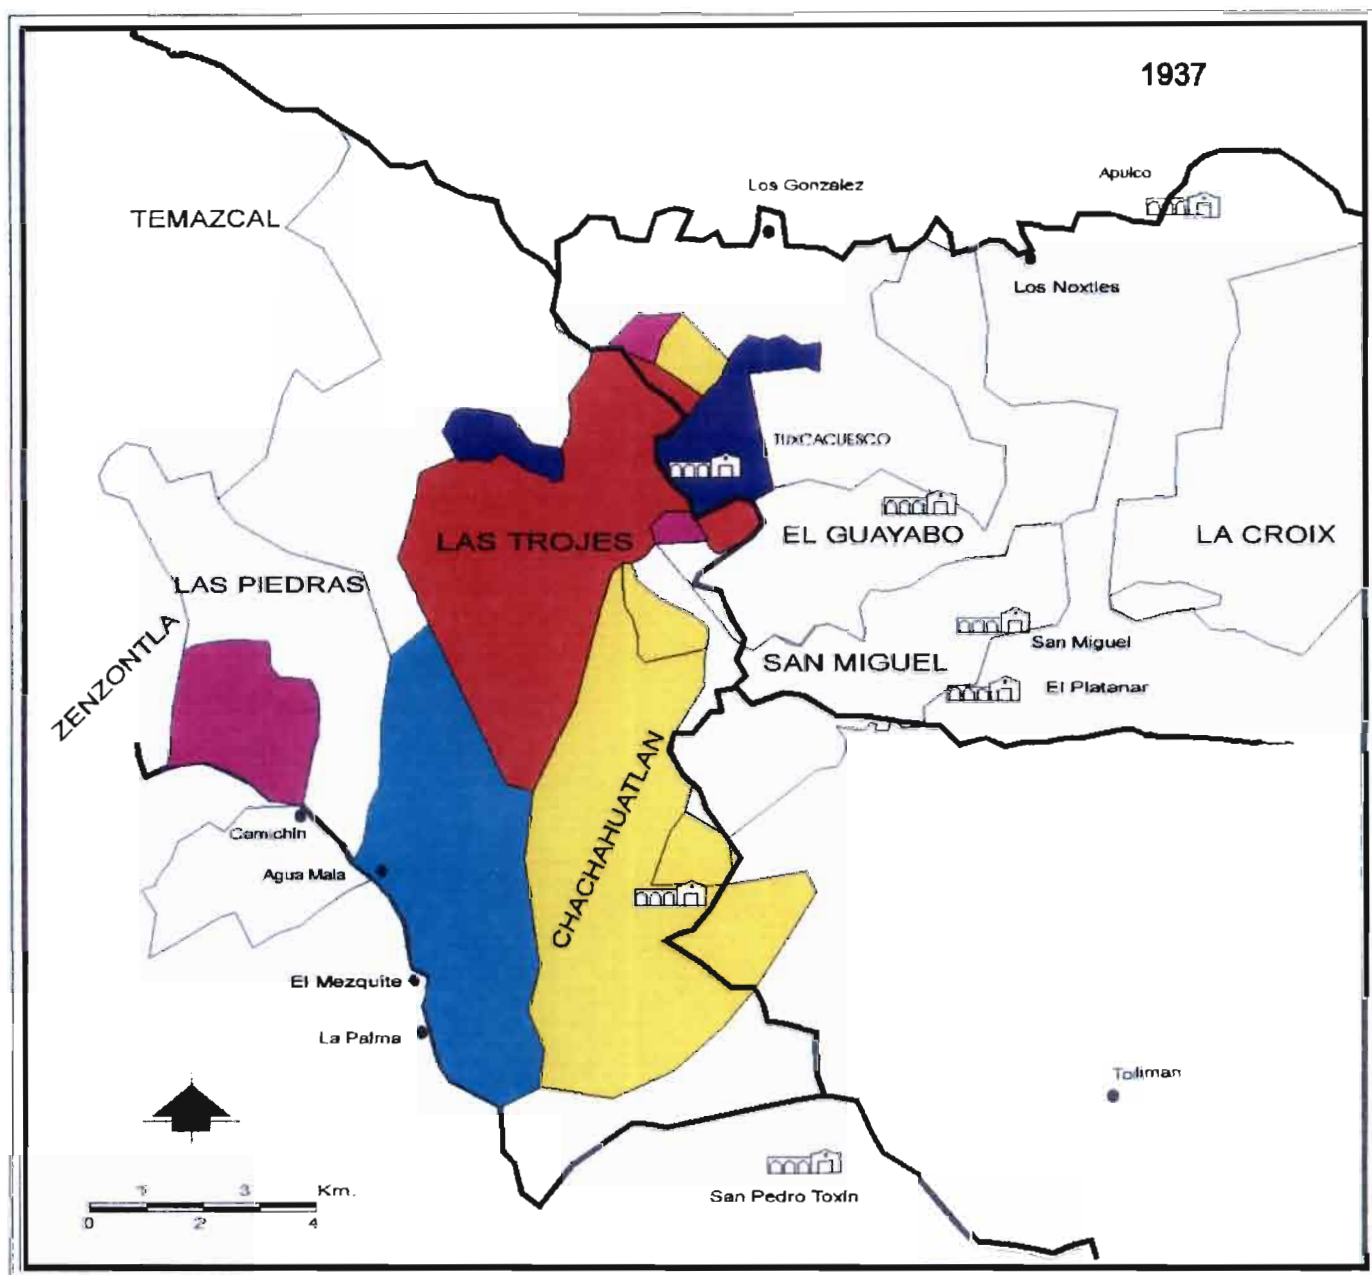 1937
Apulco
Los Gonzalez
TEMAZCAL
Los Noxtles
TUXCACUESCO
EL GUAYABO
LA CROIX
LAS TROJES
LAS PIEDRAS
ZENZONTLA
San Miguel
SAN MIGUEL
El Platanar
CHACHAHUATLAN
Camichin
Agua Mala
El Mezquite
La Palma
Toliman
San Pedro Toxin
1 3 Km.
0 2 4